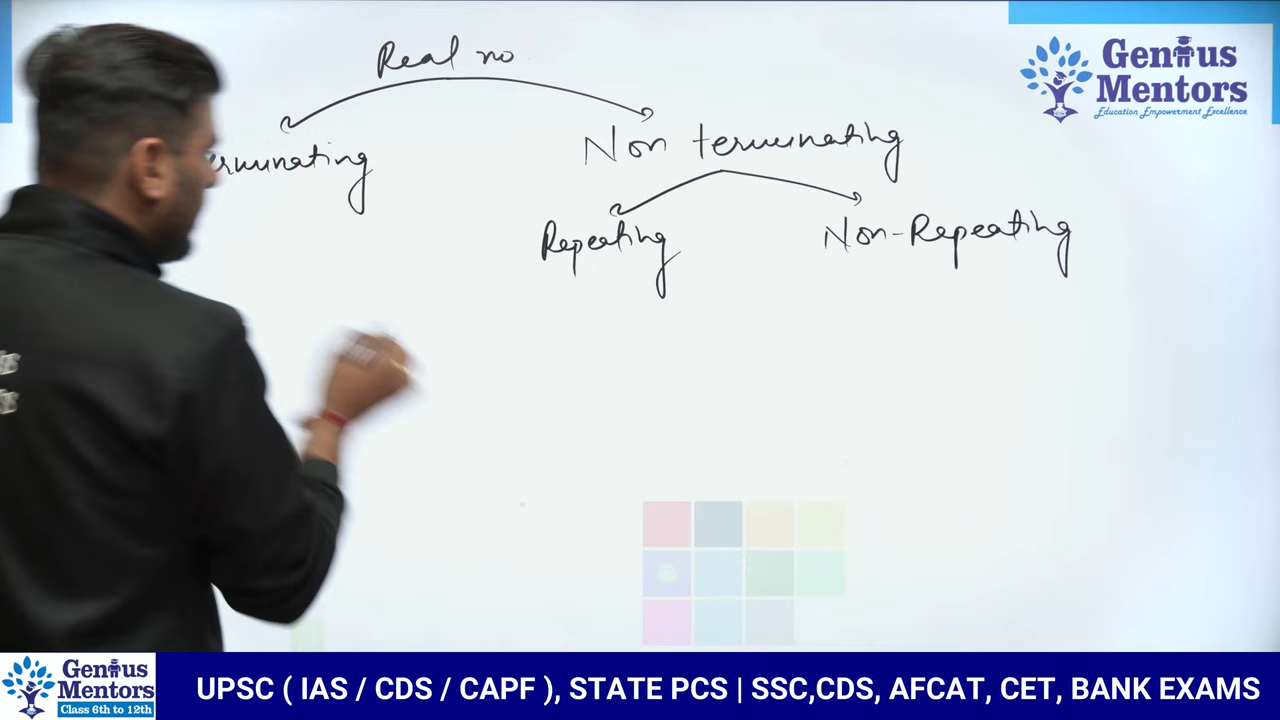 Real no
erminating
Non terminating
Repeating
Non-Repeating
Genius
Mentors
Education Empowerment Excellence
Genius
Mentors
Class 6th to 12th
UPSC ( IAS / CDS / CAPF ), STATE PCS | SSC,CDS, AFCAT, CET, BANK EXAMS